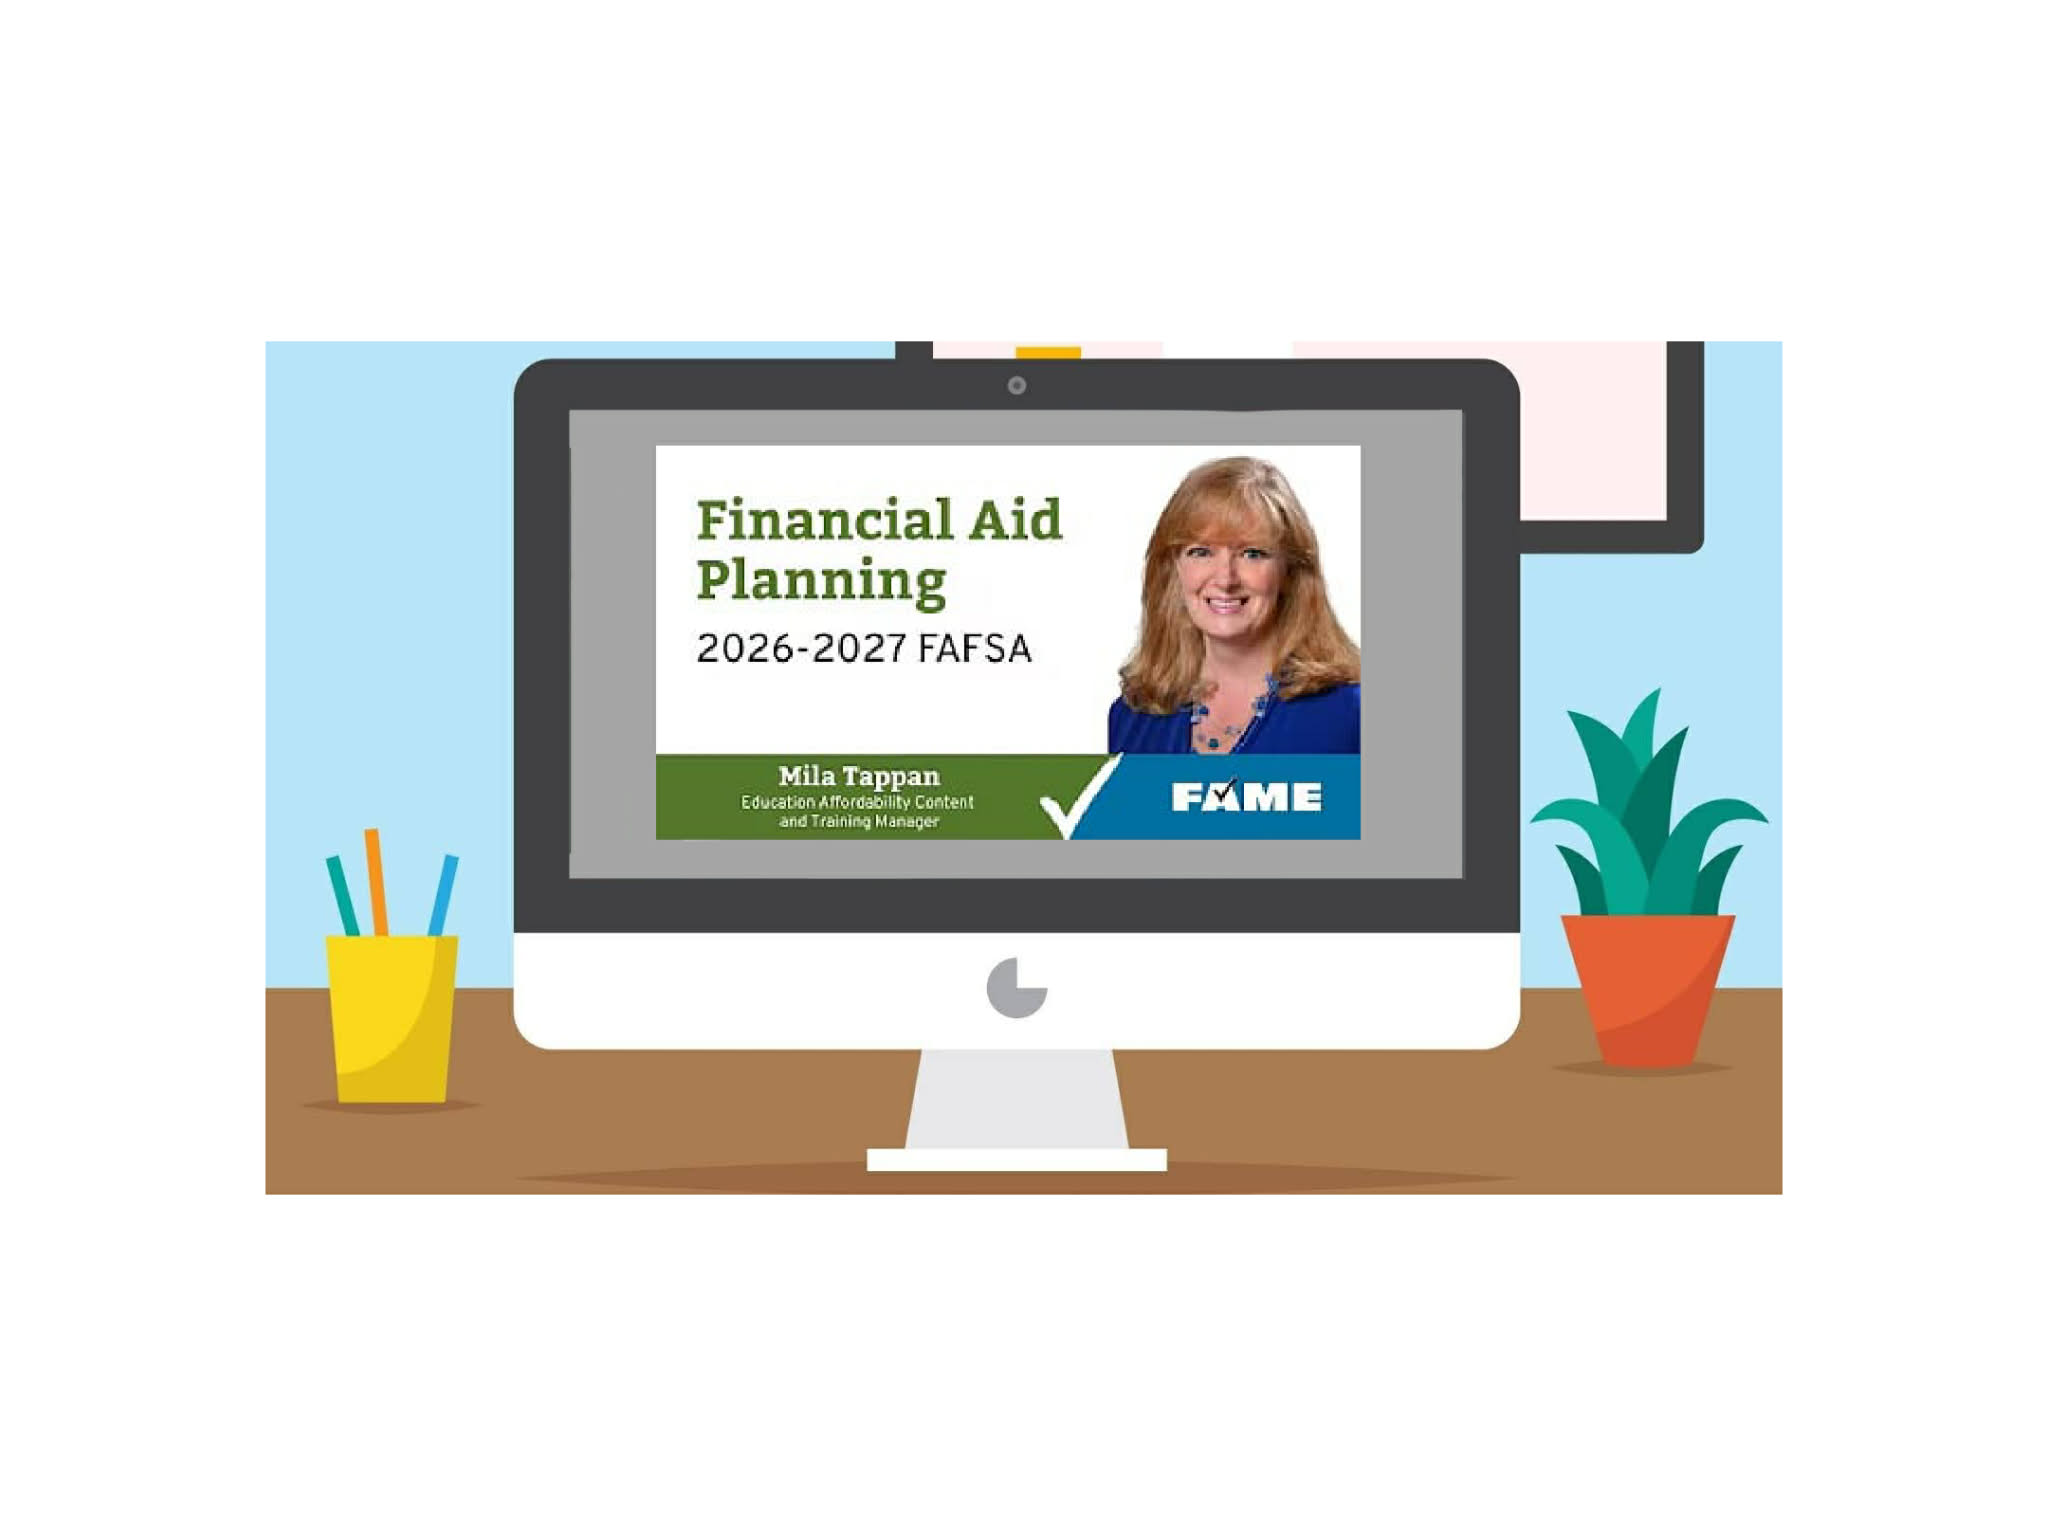 Financial Aid
Planning
2026-2027 FAFSA
Mila Tappan
Education Affordability Content
and Training Manager
FAME